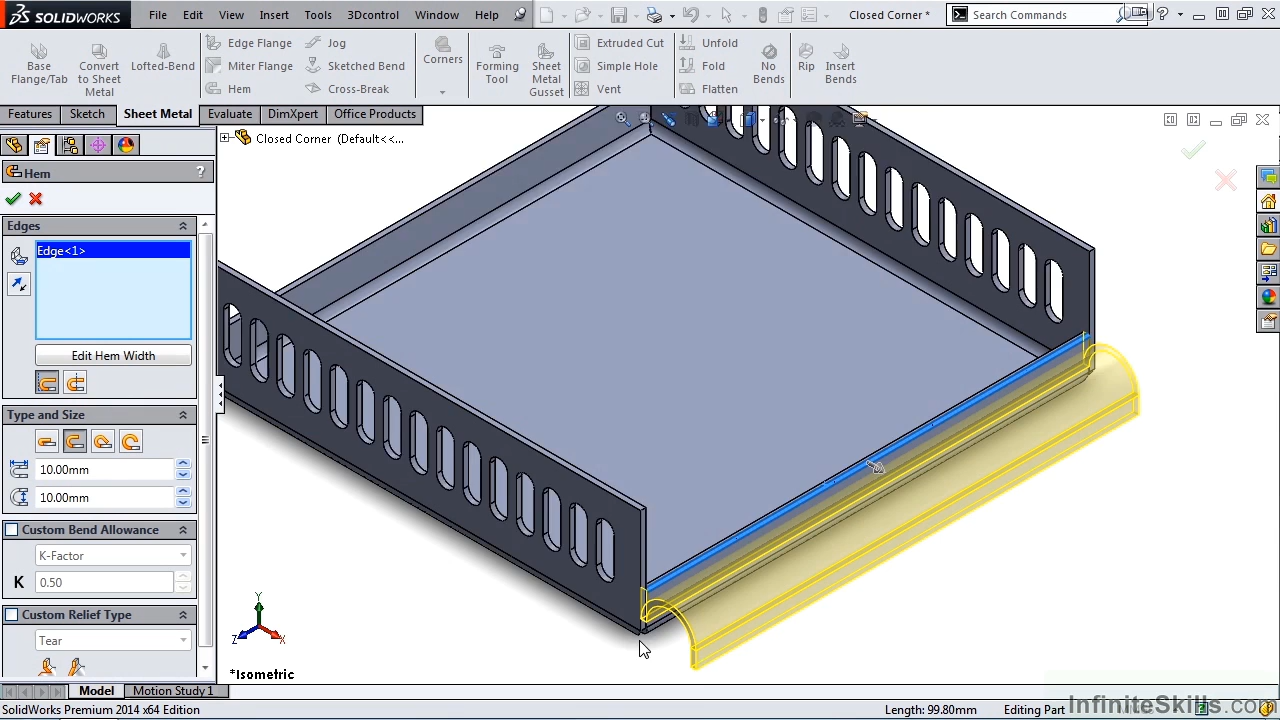 SOLIDWORKS File Edit View Insert Tools 3Dcontrol Window Help Closed Corner * Search Commands ?
Base Flange/Tab
Convert to Sheet Metal
Lofted-Bend
Edge Flange
Miter Flange
Hem
Jog
Sketched Bend
Cross-Break
Corners
Forming Tool
Sheet Metal Gusset
Extruded Cut
Simple Hole
Vent
Unfold
Fold
Flatten
No Bends
Rip
Insert Bends
Features Sketch Sheet Metal Evaluate DimXpert Office Products
Closed Corner (Default<<...
Hem ?
Edges
Edge<1>
Edit Hem Width
Type and Size
10.00mm
10.00mm
Custom Bend Allowance
K-Factor
K 0.50
Custom Relief Type
Tear
Y
Z X
*Isometric
Model Motion Study 1
InfiniteSkills.com
SolidWorks Premium 2014 x64 Edition Length: 99.80mm Editing Part